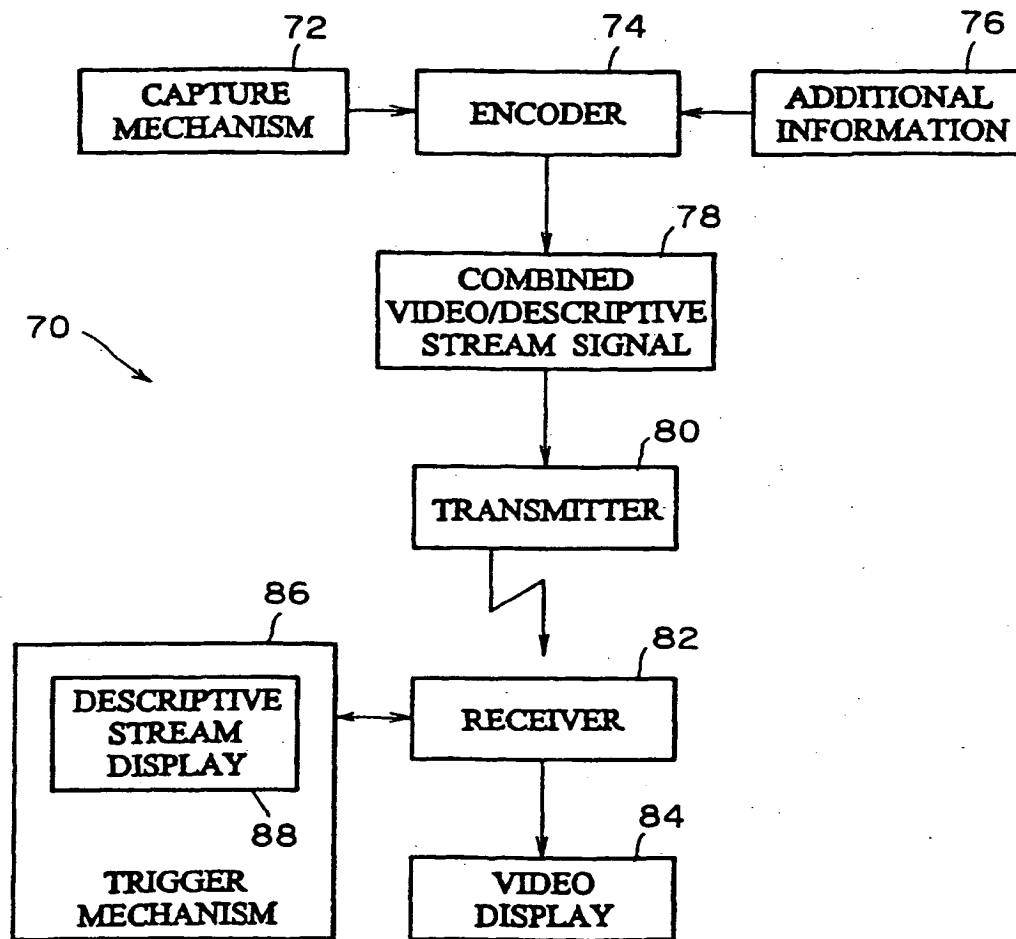 72
74
76
CAPTURE
MECHANISM
ENCODER
ADDITIONAL
INFORMATION
78
COMBINED
VIDEO/DESCRIPTIVE
STREAM SIGNAL
70
80
TRANSMITTER
86
82
DESCRIPTIVE
STREAM
DISPLAY
RECEIVER
88
84
TRIGGER
MECHANISM
VIDEO
DISPLAY